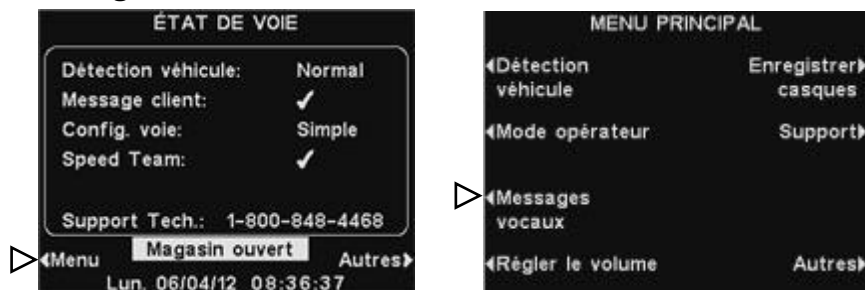 ÉTAT DE VOIE
Détection véhicule: Normal
Message client: ✓
Config. voie: Simple
Speed Team: ✓
Support Tech.: 1-800-848-4468
Magasin ouvert
Menu Autres
Lun. 06/04/12 08:36:37
MENU PRINCIPAL
Détection Enregistrer
véhicule casques
Mode opérateur Support
Messages
vocaux
Régler le volume Autres